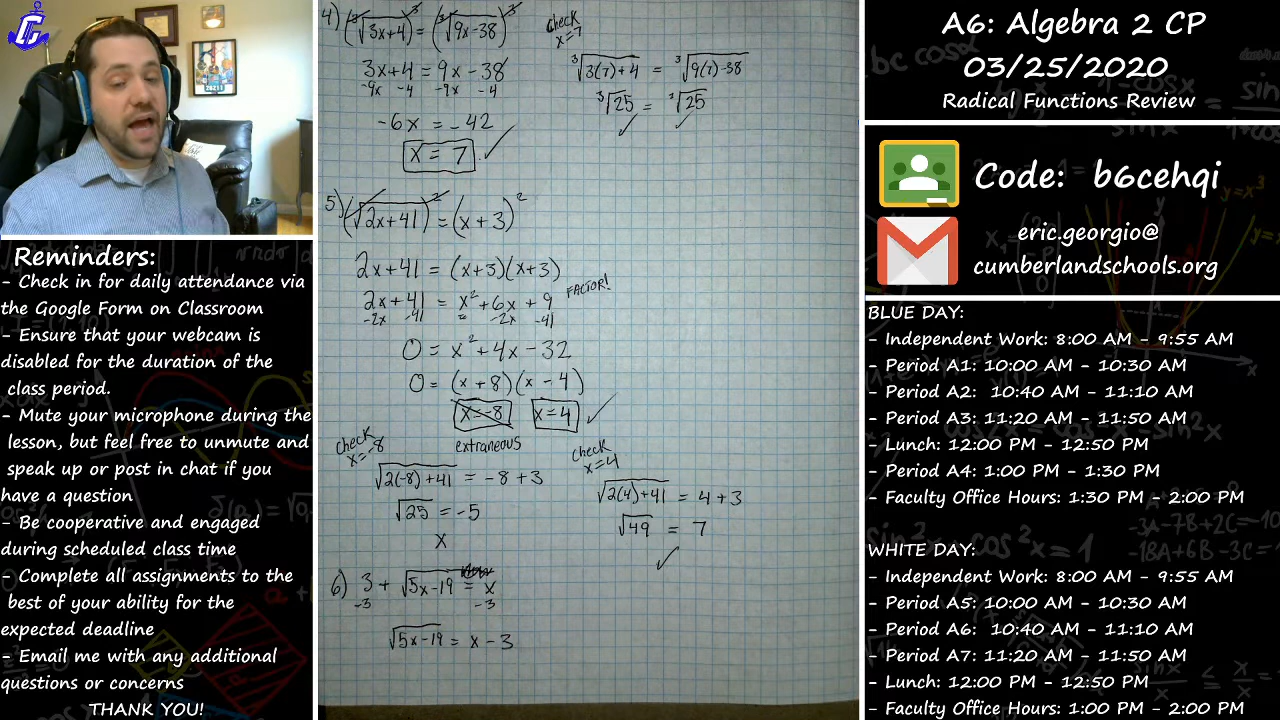 C
Reminders:
- Check in for daily attendance via
the Google Form on Classroom
- Ensure that your webcam is
disabled for the duration of the
class period.
- Mute your microphone during the
lesson, but feel free to unmute and
speak up or post in chat if you
have a question
- Be cooperative and engaged
during scheduled class time
- Complete all assignments to the
best of your ability for the
expected deadline
- Email me with any additional
questions or concerns
THANK YOU!
4) (∛3x+4)³ = (∛9x-38)³
3x+4 = 9x-38
-9x -4 -9x -4
-6x = -42
x = 7 ✓
check
x=7
∛3(7)+4 = ∛9(7)-38
∛25 = ∛25
✓ ✓
5) (√2x+41)² = (x+3)²
2x+41 = (x+3)(x+3)
2x+41 = x²+6x+9 FACTOR!
-2x -41 -2x -41
0 = x²+4x-32
0 = (x+8)(x-4)
x=-8 x=4 ✓
extraneous
check
x=-8
√2(-8)+41 = -8+3
√25 = -5
x
check
x=4
√2(4)+41 = 4+3
√49 = 7
✓
6) 3+ √5x-19 = x
-3 -3
√5x-19 = x-3
A6: Algebra 2 CP
03/25/2020
Radical Functions Review
Code: b6cehqi
eric.georgio@
cumberlandschools.org
BLUE DAY:
- Independent Work: 8:00 AM - 9:55 AM
- Period A1: 10:00 AM - 10:30 AM
- Period A2: 10:40 AM - 11:10 AM
- Period A3: 11:20 AM - 11:50 AM
- Lunch: 12:00 PM - 12:50 PM
- Period A4: 1:00 PM - 1:30 PM
- Faculty Office Hours: 1:30 PM - 2:00 PM
WHITE DAY:
- Independent Work: 8:00 AM - 9:55 AM
- Period A5: 10:00 AM - 10:30 AM
- Period A6: 10:40 AM - 11:10 AM
- Period A7: 11:20 AM - 11:50 AM
- Lunch: 12:00 PM - 12:50 PM
- Faculty Office Hours: 1:00 PM - 2:00 PM